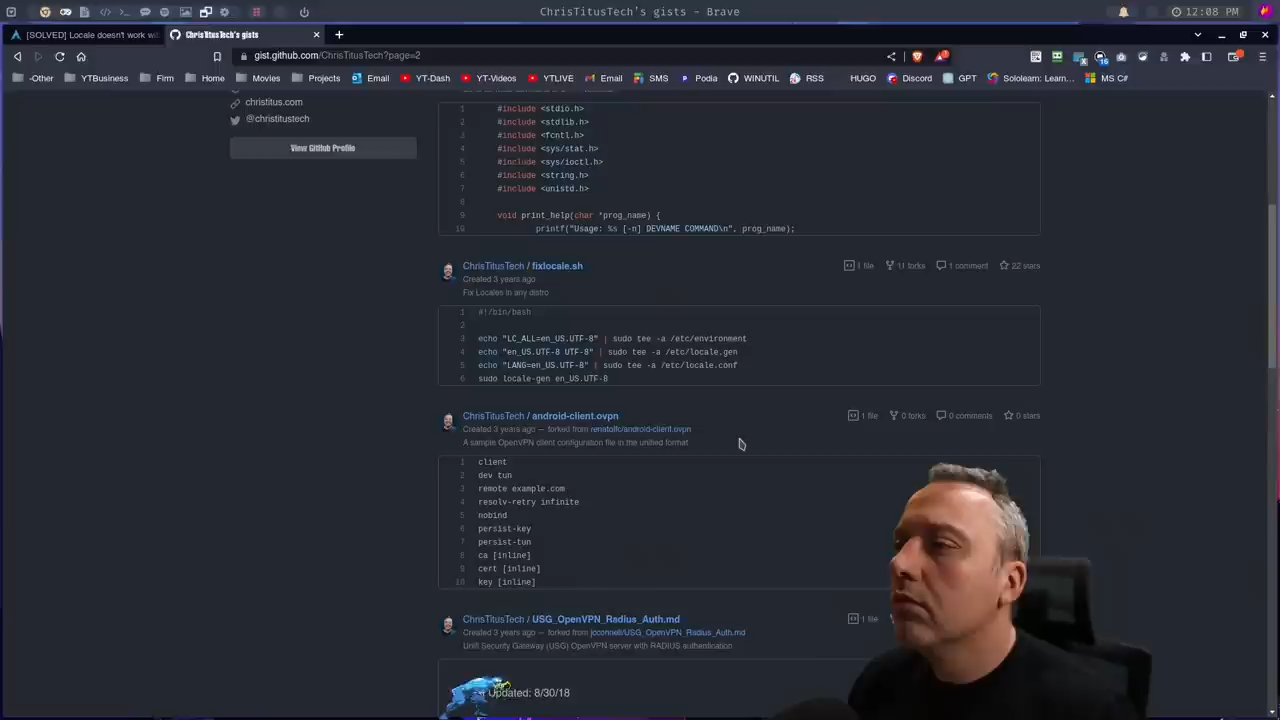 ChrisTitusTech's gists - Brave
12:08 PM
[SOLVED] Locale doesn't work wit
ChrisTitusTech's gists
gist.github.com/ChrisTitusTech?page=2
-Other
YTBusiness
Firm
Home
Movies
Projects
Email
YT-Dash
YT-Videos
YTLIVE
Email
SMS
Podia
WINUTIL
RSS
HUGO
Discord
GPT
Sololearn: Learn...
MS C#
christitus.com
@christitustech
View GitHub Profile
1 #include <stdio.h>
2 #include <stdlib.h>
3 #include <fcntl.h>
4 #include <sys/stat.h>
5 #include <sys/ioctl.h>
6 #include <string.h>
7 #include <unistd.h>
8
9 void print_help(char *prog_name) {
10 printf("Usage: %s [-n] DEVNAME COMMAND\n", prog_name);
ChrisTitusTech / fixlocale.sh
1 file 11 forks 1 comment 22 stars
Created 3 years ago
Fix Locales in any distro
1 #!/bin/bash
2
3 echo "LC_ALL=en_US.UTF-8" | sudo tee -a /etc/environment
4 echo "en_US.UTF-8 UTF-8" | sudo tee -a /etc/locale.gen
5 echo "LANG=en_US.UTF-8" | sudo tee -a /etc/locale.conf
6 sudo locale-gen en_US.UTF-8
ChrisTitusTech / android-client.ovpn
1 file 0 forks 0 comments 0 stars
Created 3 years ago — forked from renatolfc/android-client.ovpn
A sample OpenVPN client configuration file in the unified format
1 client
2 dev tun
3 remote example.com
4 resolv-retry infinite
5 nobind
6 persist-key
7 persist-tun
8 ca [inline]
9 cert [inline]
10 key [inline]
ChrisTitusTech / USG_OpenVPN_Radius_Auth.md
1 file
Created 3 years ago — forked from joconnell/USG_OpenVPN_Radius_Auth.md
Unifi Security Gateway (USG) OpenVPN server with RADIUS authentication
Updated: 8/30/18